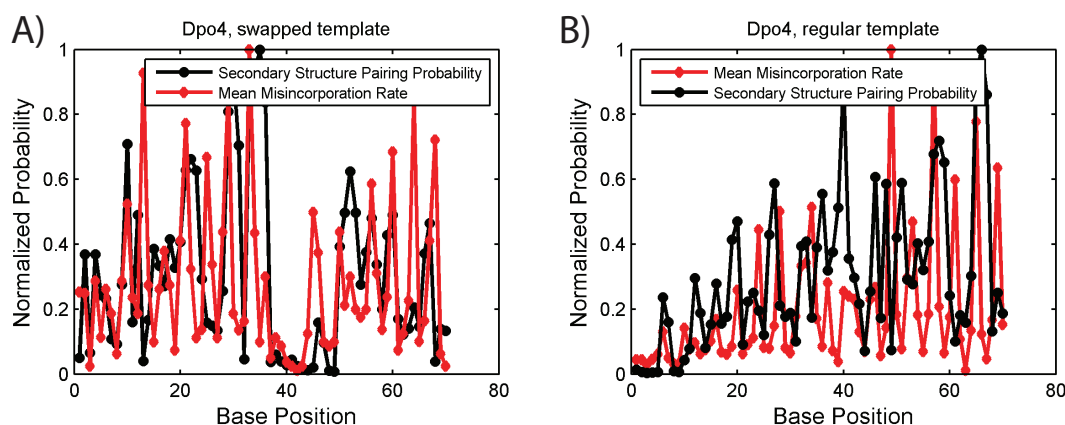 A)
Dpo4, swapped template
Normalized Probability
1
0.8
0.6
0.4
0.2
0
Secondary Structure Pairing Probability
Mean Misincorporation Rate
0 20 40 60 80
Base Position
B)
Dpo4, regular template
Normalized Probability
1
0.8
0.6
0.4
0.2
0
Mean Misincorporation Rate
Secondary Structure Pairing Probability
0 20 40 60 80
Base Position